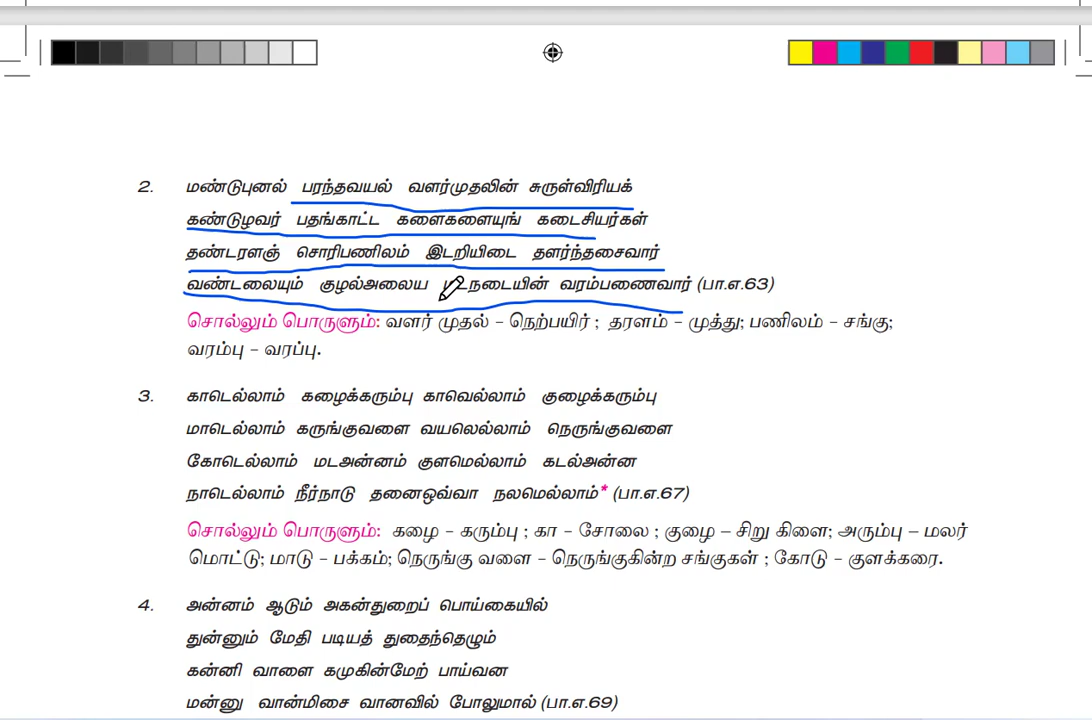 2. மண்டுபுனல் பரந்தவயல் வளர்முதலின் சுருள்விரியக்
கண்டுழவர் பதங்காட்ட களைகளையுங் கடைசியர்கள்
தண்டரளஞ் சொரிபணிலம் இடறியிடை தளர்ந்தசைவார்
வண்டலையும் குழல்அலைய வரம்பணைவார் (பா.எ.63)
சொல்லும் பொருளும்: வளர் முதல் – நெற்பயிர் ; தரளம் – முத்து; பணிலம் – சங்கு;
வரம்பு – வரப்பு.
3. காடெல்லாம் கழைக்கரும்பு காவெல்லாம் குழைக்கரும்பு
மாடெல்லாம் கருங்குவளை வயலெல்லாம் நெருங்குவளை
கோடெல்லாம் மடஅன்னம் குளமெல்லாம் கடல்அன்ன
நாடெல்லாம் நீர்நாடு தனைஒவ்வா நலமெல்லாம்* (பா.எ.67)
சொல்லும் பொருளும்: கழை – கரும்பு ; கா – சோலை ; குழை – சிறு கிளை; அரும்பு – மலர்
மொட்டு; மாடு – பக்கம்; நெருங்கு வளை – நெருங்குகின்ற சங்குகள் ; கோடு – குளக்கரை.
4. அன்னம் ஆடும் அகன்துறைப் பொய்கையில்
துன்னும் மேதி படியத் துதைந்தெழும்
கன்னி வாளை கமுகின்மேற் பாய்வன
மன்னு வான்மிசை வானவில் போலுமால் (பா.எ.69)